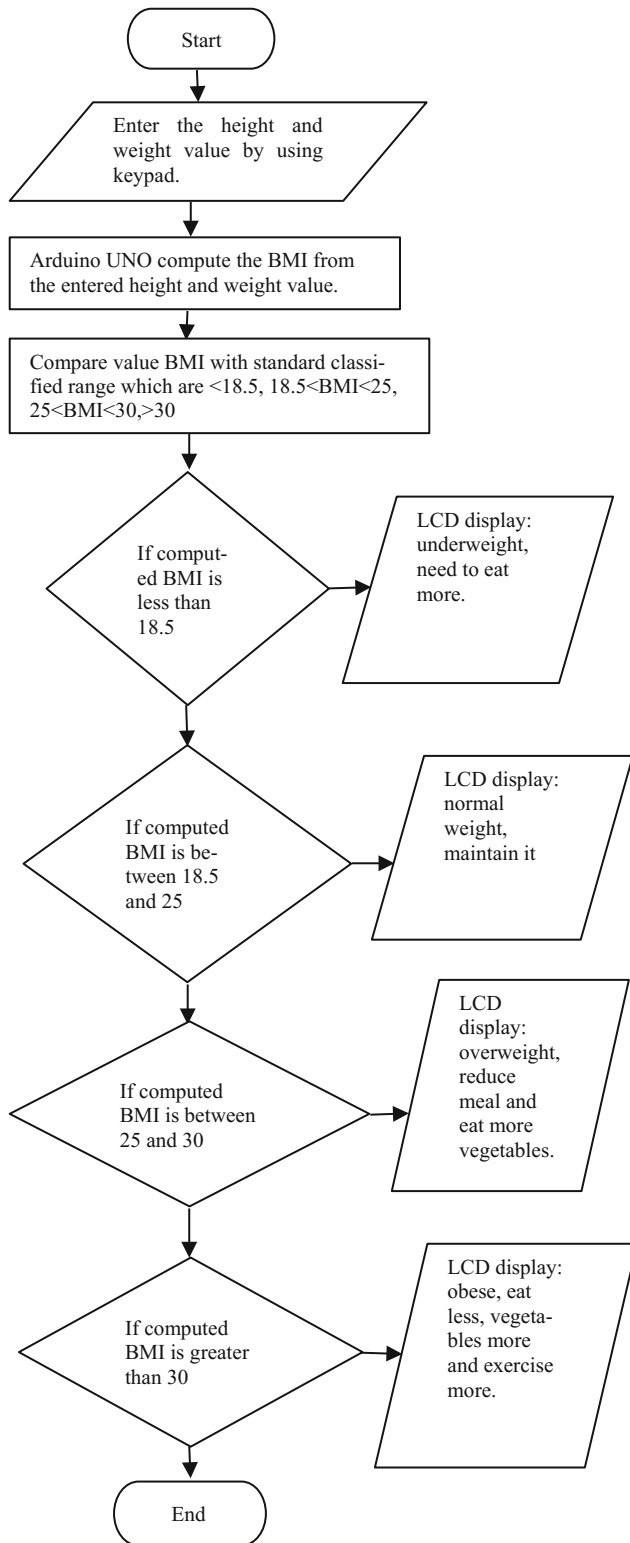 Start
Enter the height and
weight value by using
keypad.
Arduino UNO compute the BMI from
the entered height and weight value.
Compare value BMI with standard classi-
fied range which are <18.5, 18.5<BMI<25,
25<BMI<30,>30
If comput-
ed BMI is
less than
18.5
LCD display:
underweight,
need to eat
more.
If computed
BMI is be-
tween 18.5
and 25
LCD display:
normal
weight,
maintain it
If computed
BMI is between
25 and 30
LCD
display:
overweight,
reduce
meal and
eat more
vegetables.
If computed
BMI is greater
than 30
LCD display:
obese, eat
less, vegeta-
bles more
and exercise
more.
End